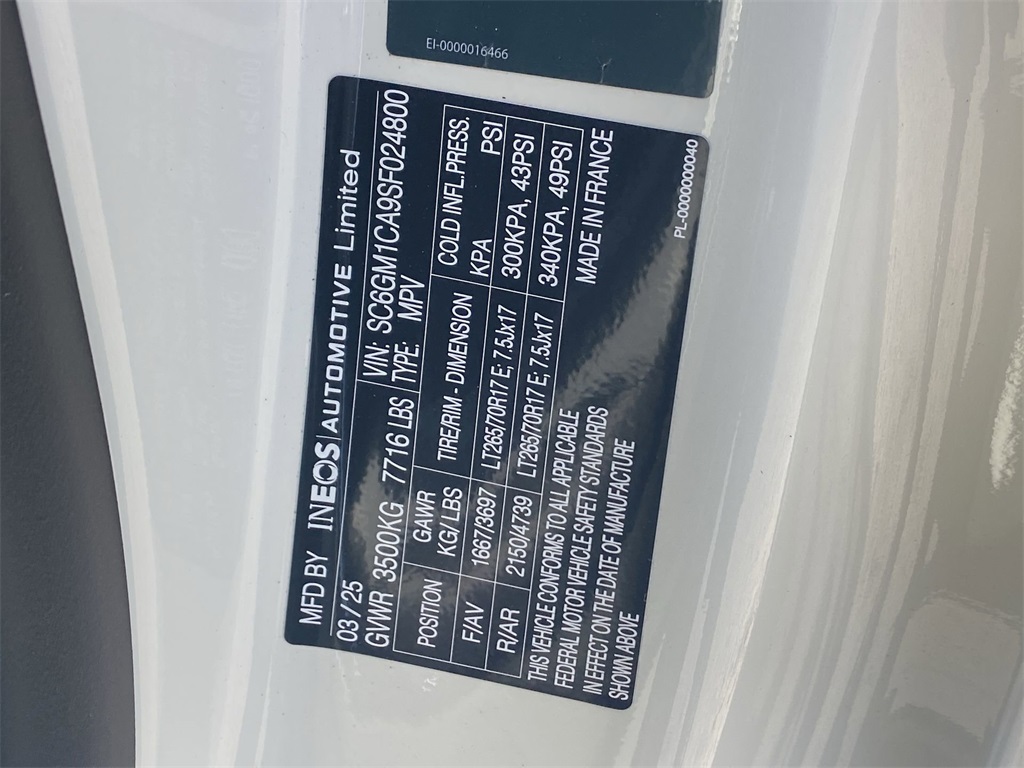 EI-0000016466
MFD BY INEOS|AUTOMOTIVE Limited
03/25
GVWR 3500KG 7716 LBS
VIN: SC6GM1CA9SF024800
TYPE: MPV
POSITION GAWR KG/LBS TIRE/RIM - DIMENSION COLD INFL.PRESS. KPA PSI
F/AV 1667/3697 LT265/70R17 E; 7.5Jx17 300KPA, 43PSI
R/AR 2150/4739 LT265/70R17 E; 7.5Jx17 340KPA, 49PSI
THIS VEHICLE CONFORMS TO ALL APPLICABLE
FEDERAL MOTOR VEHICLE SAFETY STANDARDS
IN EFFECT ON THE DATE OF MANUFACTURE
SHOWN ABOVE
MADE IN FRANCE
PL-0000000040